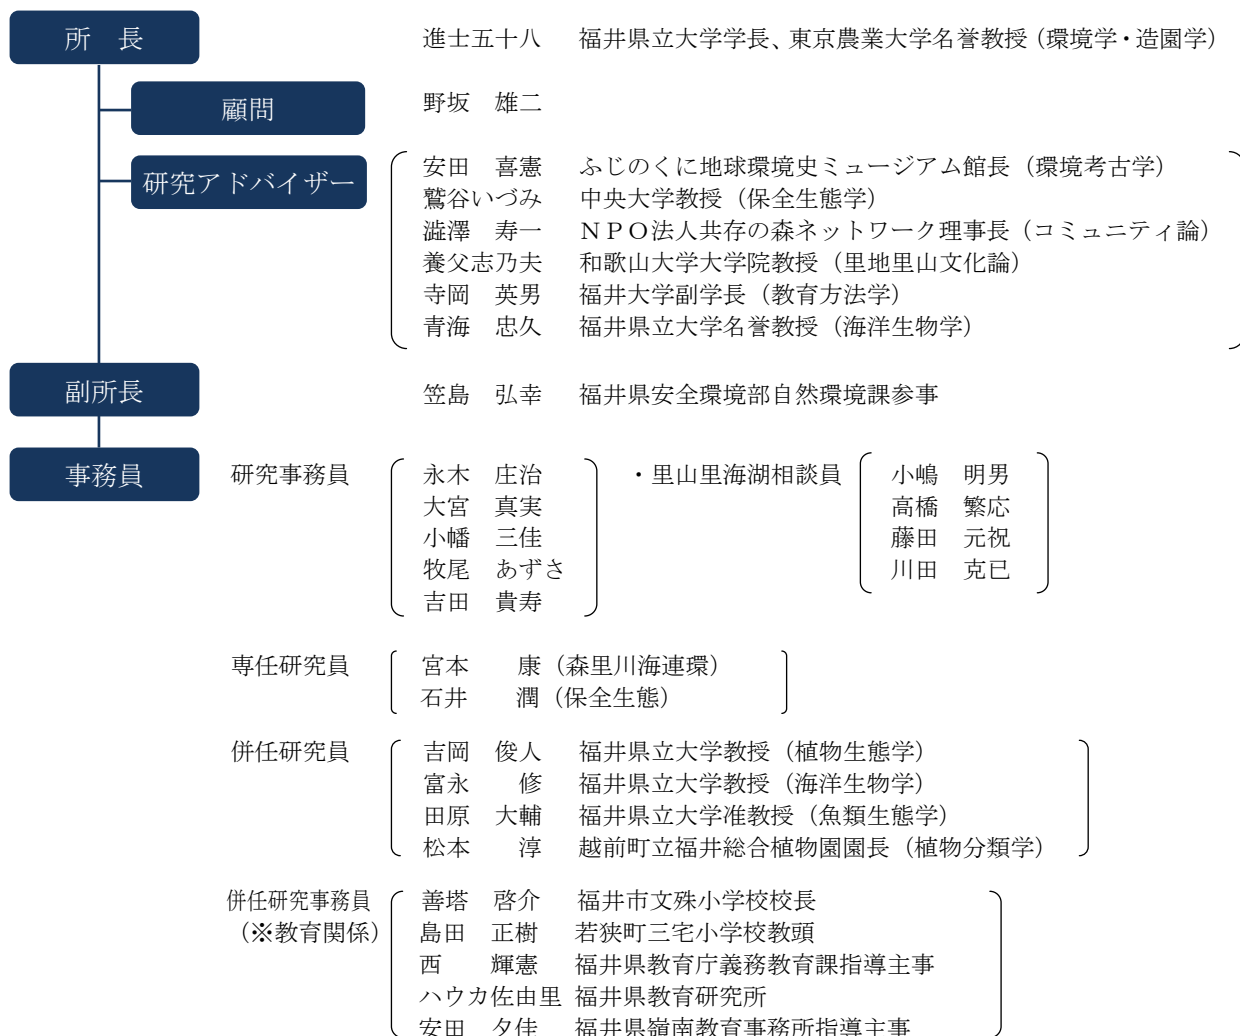 所　長　進士五十八　福井県立大学学長、東京農業大学名誉教授（環境学・造園学）
顧問　野坂　雄二
研究アドバイザー　安田　喜憲　ふじのくに地球環境史ミュージアム館長（環境考古学）
鷲谷いづみ　中央大学教授（保全生態学）
澁澤　寿一　ＮＰＯ法人共存の森ネットワーク理事長（コミュニティ論）
養父志乃夫　和歌山大学大学院教授（里地里山文化論）
寺岡　英男　福井大学副学長（教育方法学）
青海　忠久　福井県立大学名誉教授（海洋生物学）
副所長　笠島　弘幸　福井県安全環境部自然環境課参事
事務員　研究事務員　永木　庄治　・里山里海湖相談員　小嶋　明男
大宮　真実　高橋　繁応
小幡　三佳　藤田　元祝
牧尾　あずさ　川田　克已
吉田　貴寿
専任研究員　宮本　　康（森里川海連環）
石井　　潤（保全生態）
併任研究員　吉岡　俊人　福井県立大学教授（植物生態学）
富永　　修　福井県立大学教授（海洋生物学）
田原　大輔　福井県立大学准教授（魚類生態学）
松本　　淳　越前町立福井総合植物園園長（植物分類学）
併任研究事務員　善塔　啓介　福井市文殊小学校校長
（※教育関係）　島田　正樹　若狭町三宅小学校教頭
西　　輝憲　福井県教育庁義務教育課指導主事
ハウカ佐由里　福井県教育研究所
安田　夕佳　福井県嶺南教育事務所指導主事